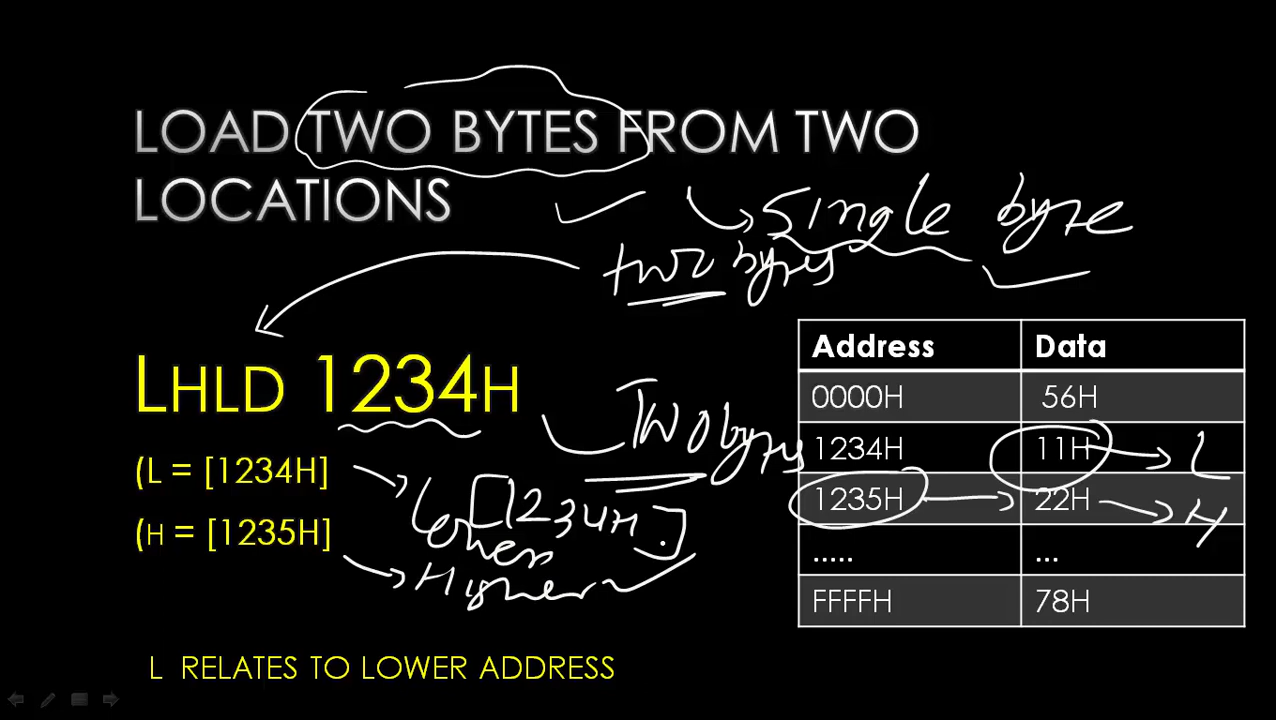 LOAD TWO BYTES FROM TWO
LOCATIONS
single byte
two bytes
LHLD 1234H
Two bytes
(L = [1234H]
[1234H]
Lower
(H = [1235H]
Higher
Address Data
0000H 56H
1234H 11H L
1235H 22H H
..... ...
FFFFH 78H
L RELATES TO LOWER ADDRESS